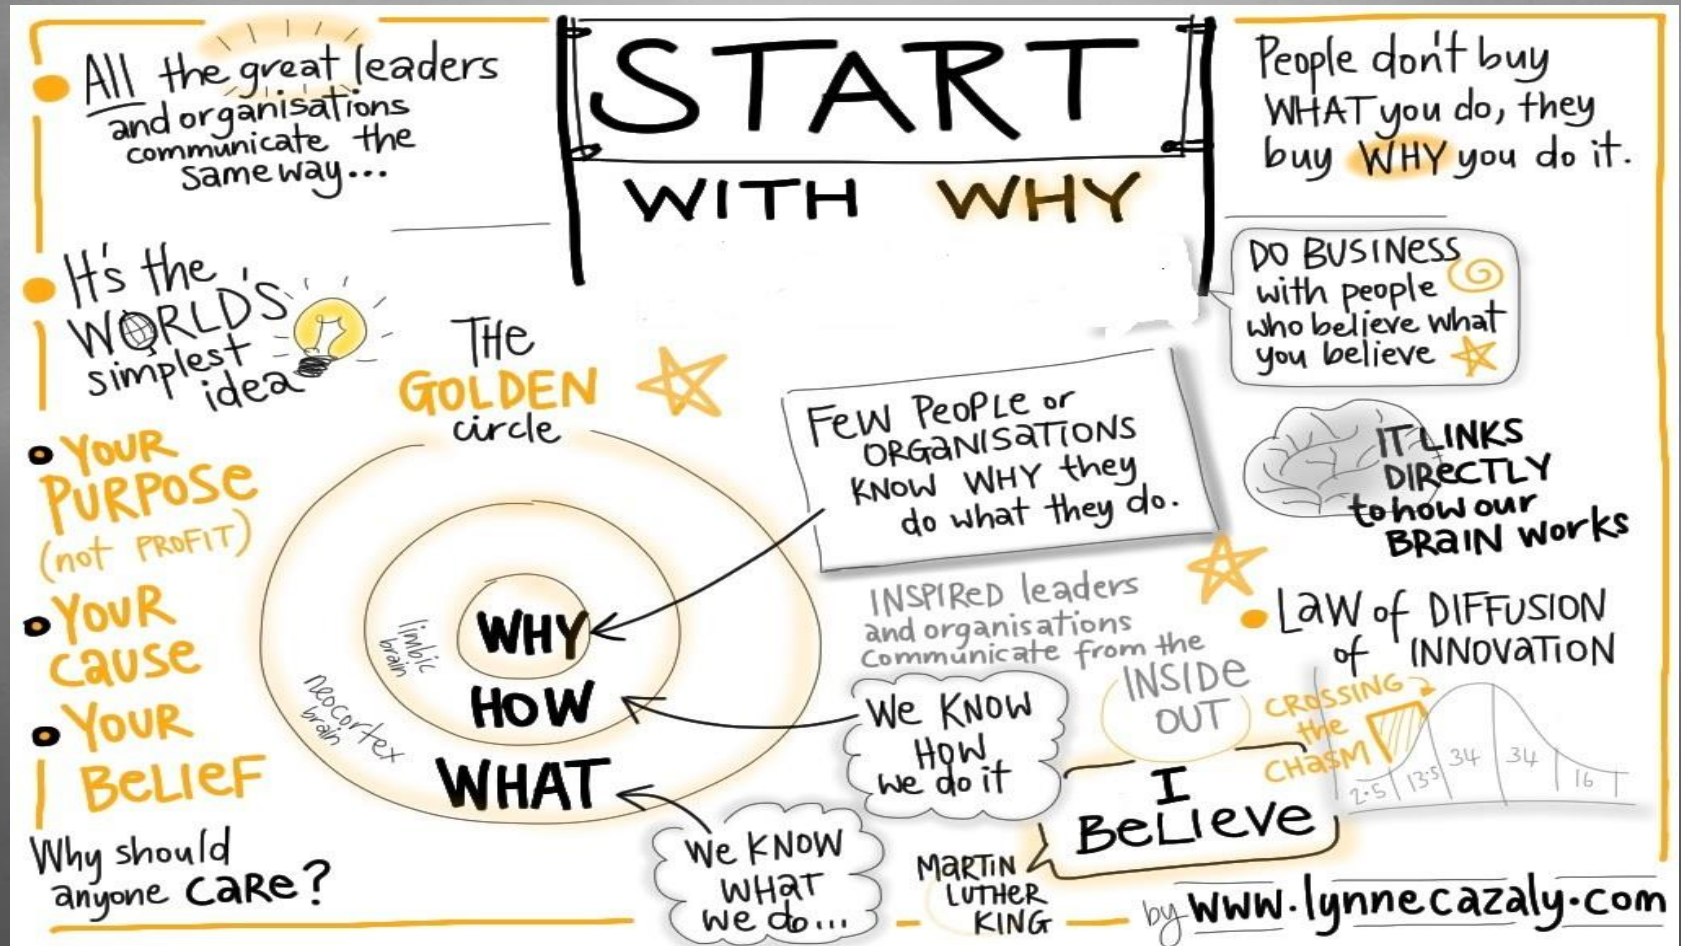 All the great leaders
and organisations
communicate the
same way...
START
WITH WHY
People don't buy
WHAT you do, they
buy WHY you do it.
It's the
WORLD'S
simplest
idea
DO BUSINESS
with people
who believe what
you believe
THE
GOLDEN
circle
FEW PEOPLE or
ORGANISATIONS
KNOW WHY they
do what they do.
IT LINKS
DIRECTLY
to how our
BRAIN works
YOUR
PURPOSE
(not PROFIT)
YOUR
CAUSE
YOUR
BELIEF
Why should
anyone CARE?
WHY
limbic
brain
HOW
neocortex
brain
WHAT
INSPIRED leaders
and organisations
communicate from the
INSIDE
OUT
We KNOW
HOW
we do it
We KNOW
WHAT
we do...
LAW of DIFFUSION
of INNOVATION
CROSSING
the
CHASM
2.5 13.5 34 34 16
I
BELIEVE
MARTIN
LUTHER
KING
by www.lynnecazaly.com